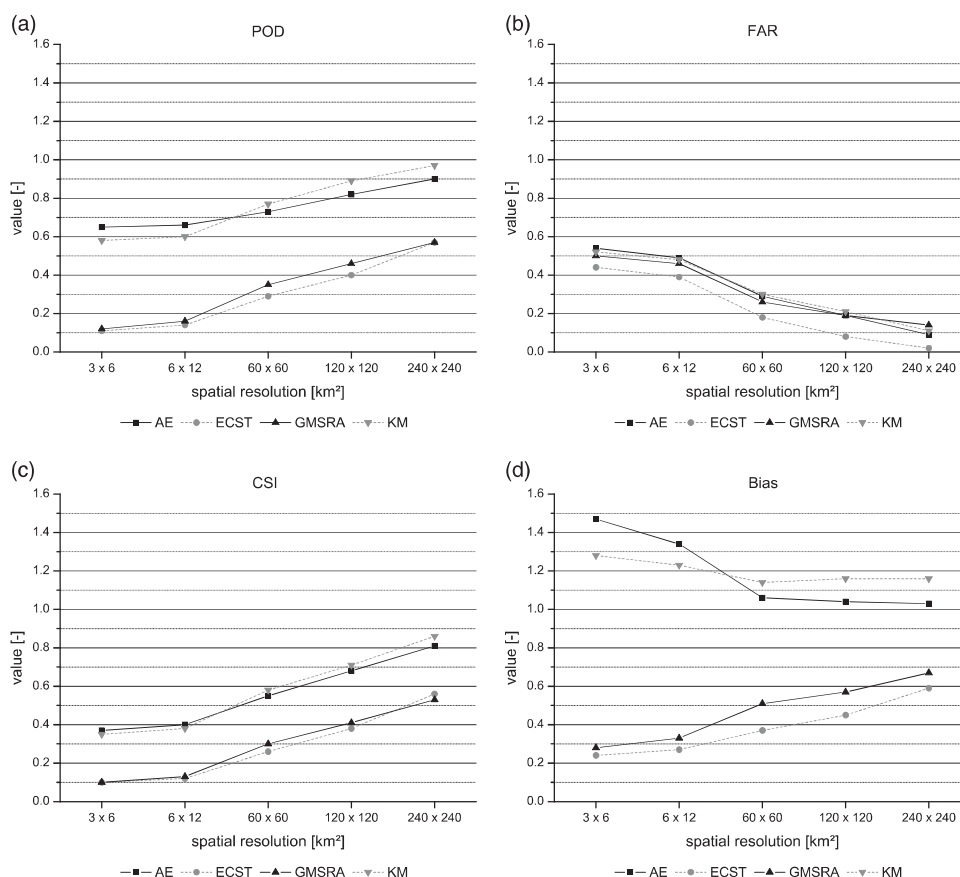 (a)
POD
1.6
1.4
1.2
1.0
0.8
0.6
0.4
0.2
0.0
value [-]
3 x 6
6 x 12
60 x 60
120 x 120
240 x 240
spatial resolution [km²]
AE ECST GMSRA KM
(b)
FAR
1.6
1.4
1.2
1.0
0.8
0.6
0.4
0.2
0.0
value [-]
3 x 6
6 x 12
60 x 60
120 x 120
240 x 240
spatial resolution [km²]
AE ECST GMSRA KM
(c)
CSI
1.6
1.4
1.2
1.0
0.8
0.6
0.4
0.2
0.0
value [-]
3 x 6
6 x 12
60 x 60
120 x 120
240 x 240
spatial resolution [km²]
AE ECST GMSRA KM
(d)
Bias
1.6
1.4
1.2
1.0
0.8
0.6
0.4
0.2
0.0
value [-]
3 x 6
6 x 12
60 x 60
120 x 120
240 x 240
spatial resolution [km²]
AE ECST GMSRA KM